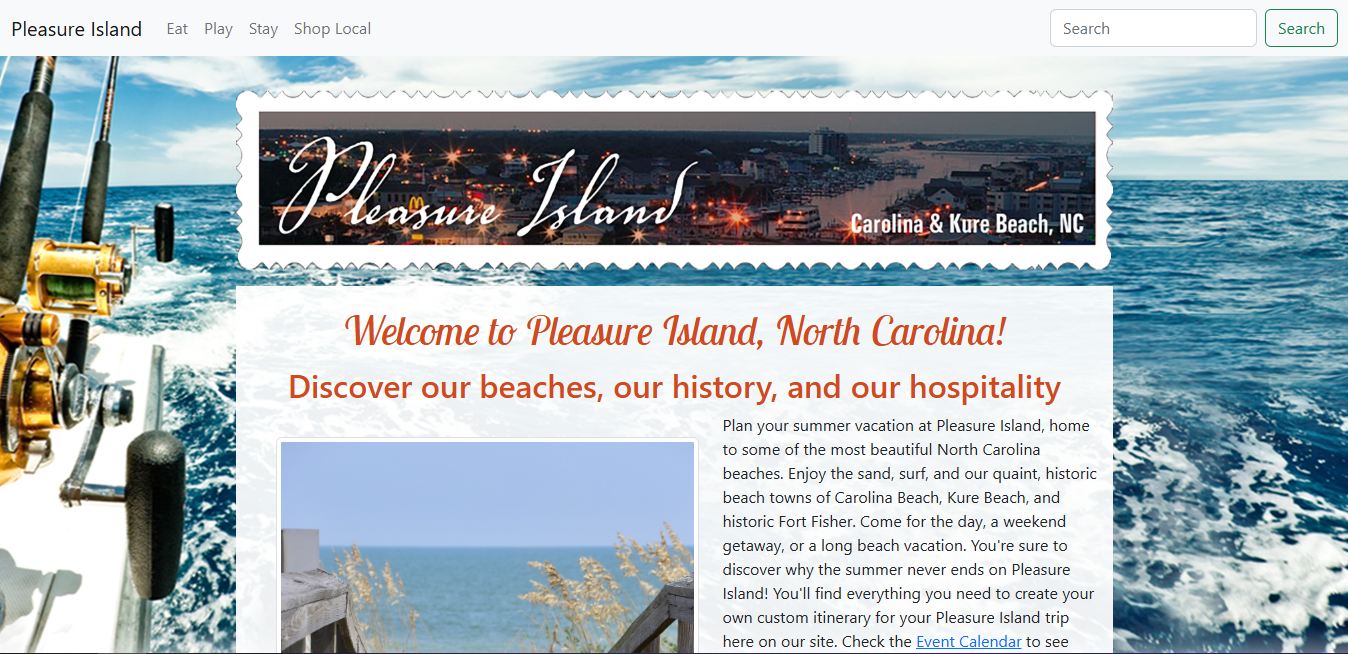 Pleasure Island Eat Play Stay Shop Local Search Search
Pleasure Island
Carolina & Kure Beach, NC
Welcome to Pleasure Island, North Carolina!
Discover our beaches, our history, and our hospitality
Plan your summer vacation at Pleasure Island, home
to some of the most beautiful North Carolina
beaches. Enjoy the sand, surf, and our quaint, historic
beach towns of Carolina Beach, Kure Beach, and
historic Fort Fisher. Come for the day, a weekend
getaway, or a long beach vacation. You're sure to
discover why the summer never ends on Pleasure
Island! You'll find everything you need to create your
own custom itinerary for your Pleasure Island trip
here on our site. Check the Event Calendar to see